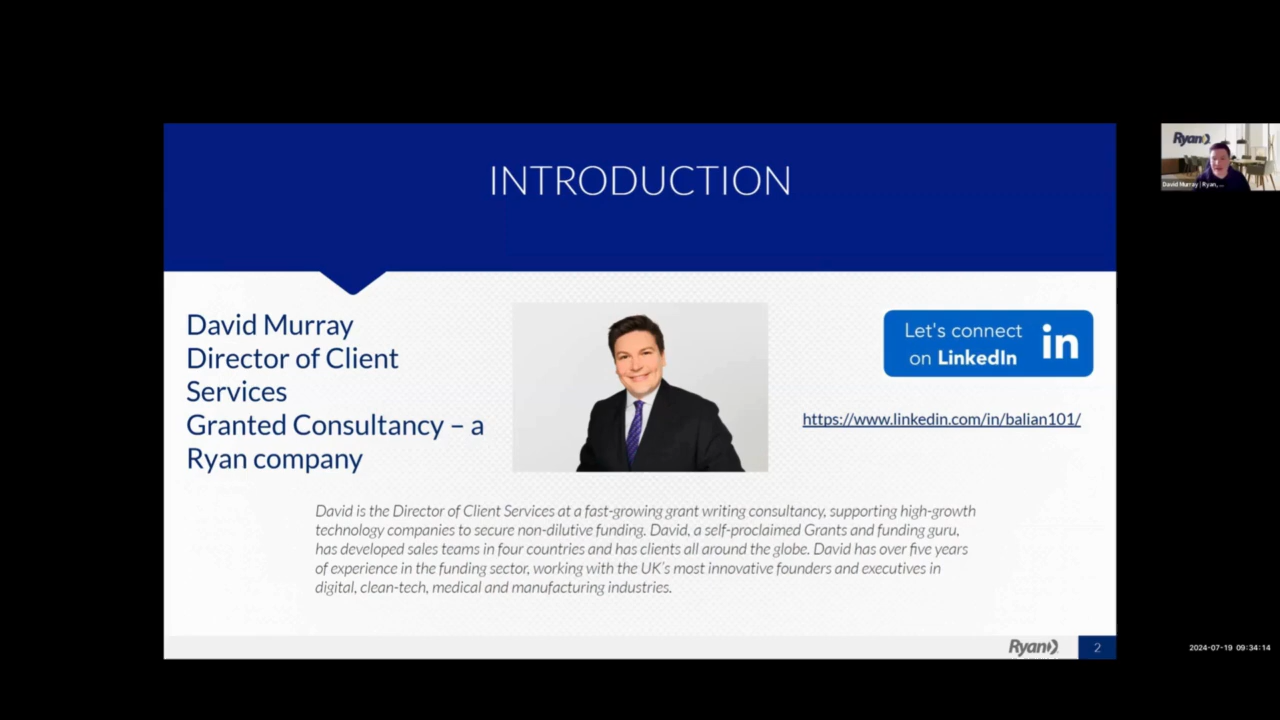 INTRODUCTION
Ryan
David Murray | Ryan, ...
David Murray
Director of Client
Services
Granted Consultancy – a
Ryan company
Let's connect
on LinkedIn
in
https://www.linkedin.com/in/balian101/
David is the Director of Client Services at a fast-growing grant writing consultancy, supporting high-growth
technology companies to secure non-dilutive funding. David, a self-proclaimed Grants and funding guru,
has developed sales teams in four countries and has clients all around the globe. David has over five years
of experience in the funding sector, working with the UK's most innovative founders and executives in
digital, clean-tech, medical and manufacturing industries.
Ryan
2
2024-07-19 09:34:14